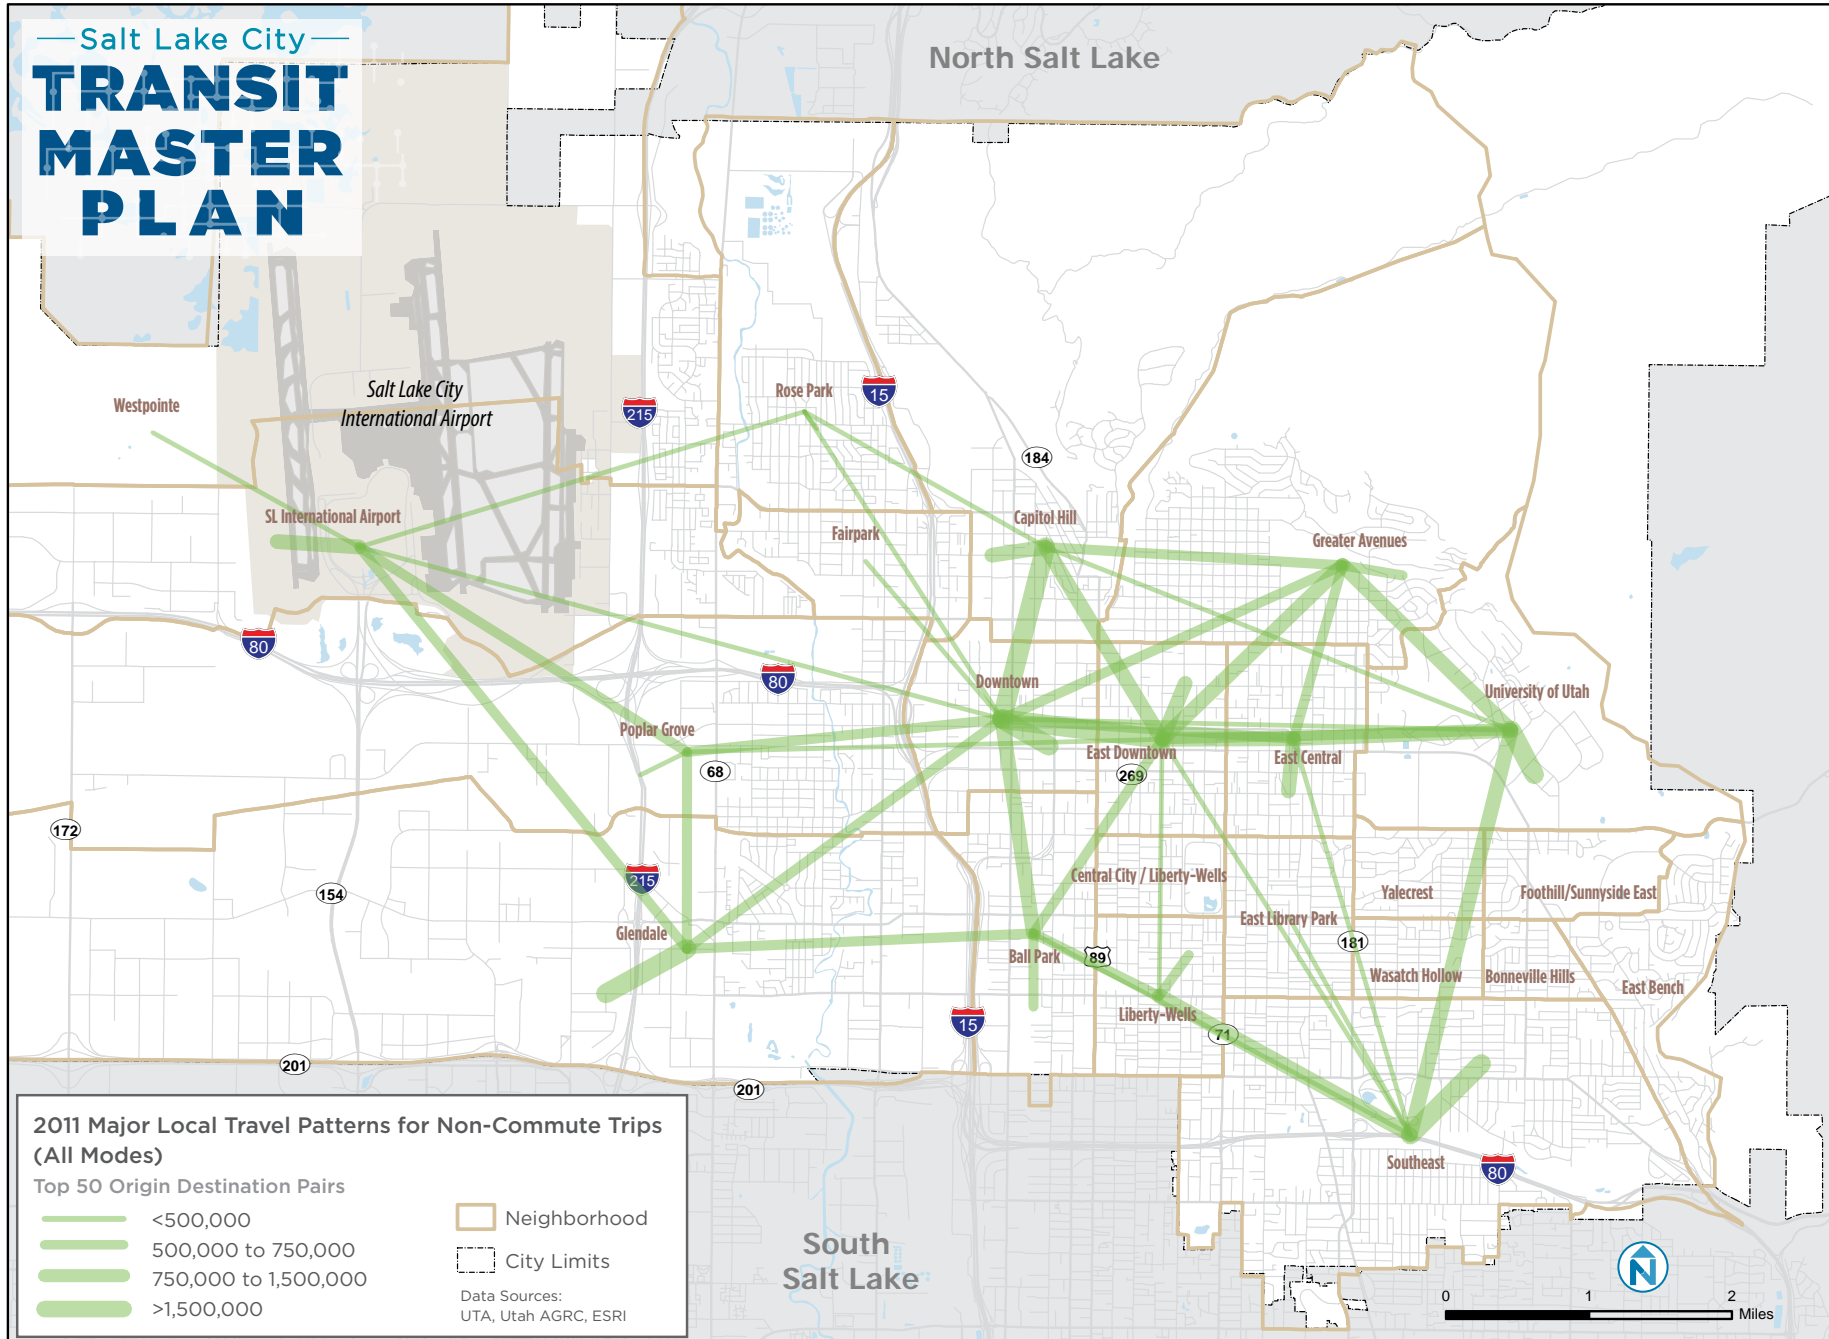 Salt Lake City
TRANSIT
MASTER
PLAN
North Salt Lake
Salt Lake City
International Airport
Westpointe
Rose Park
15
215
184
SL International Airport
Fairpark
Capitol Hill
Greater Avenues
80
80
Downtown
University of Utah
Poplar Grove
68
East Downtown
East Central
269
172
154
215
Central City / Liberty-Wells
Yalecrest
Foothill/Sunnyside East
East Library Park
Glendale
Ball Park
89
181
Wasatch Hollow
Bonneville Hills
East Bench
Liberty-Wells
15
71
201
201
Southeast
80
South
Salt Lake
2011 Major Local Travel Patterns for Non-Commute Trips
(All Modes)
Top 50 Origin Destination Pairs
<500,000
500,000 to 750,000
750,000 to 1,500,000
>1,500,000
Neighborhood
City Limits
Data Sources:
UTA, Utah AGRC, ESRI
N
0 1 2
Miles